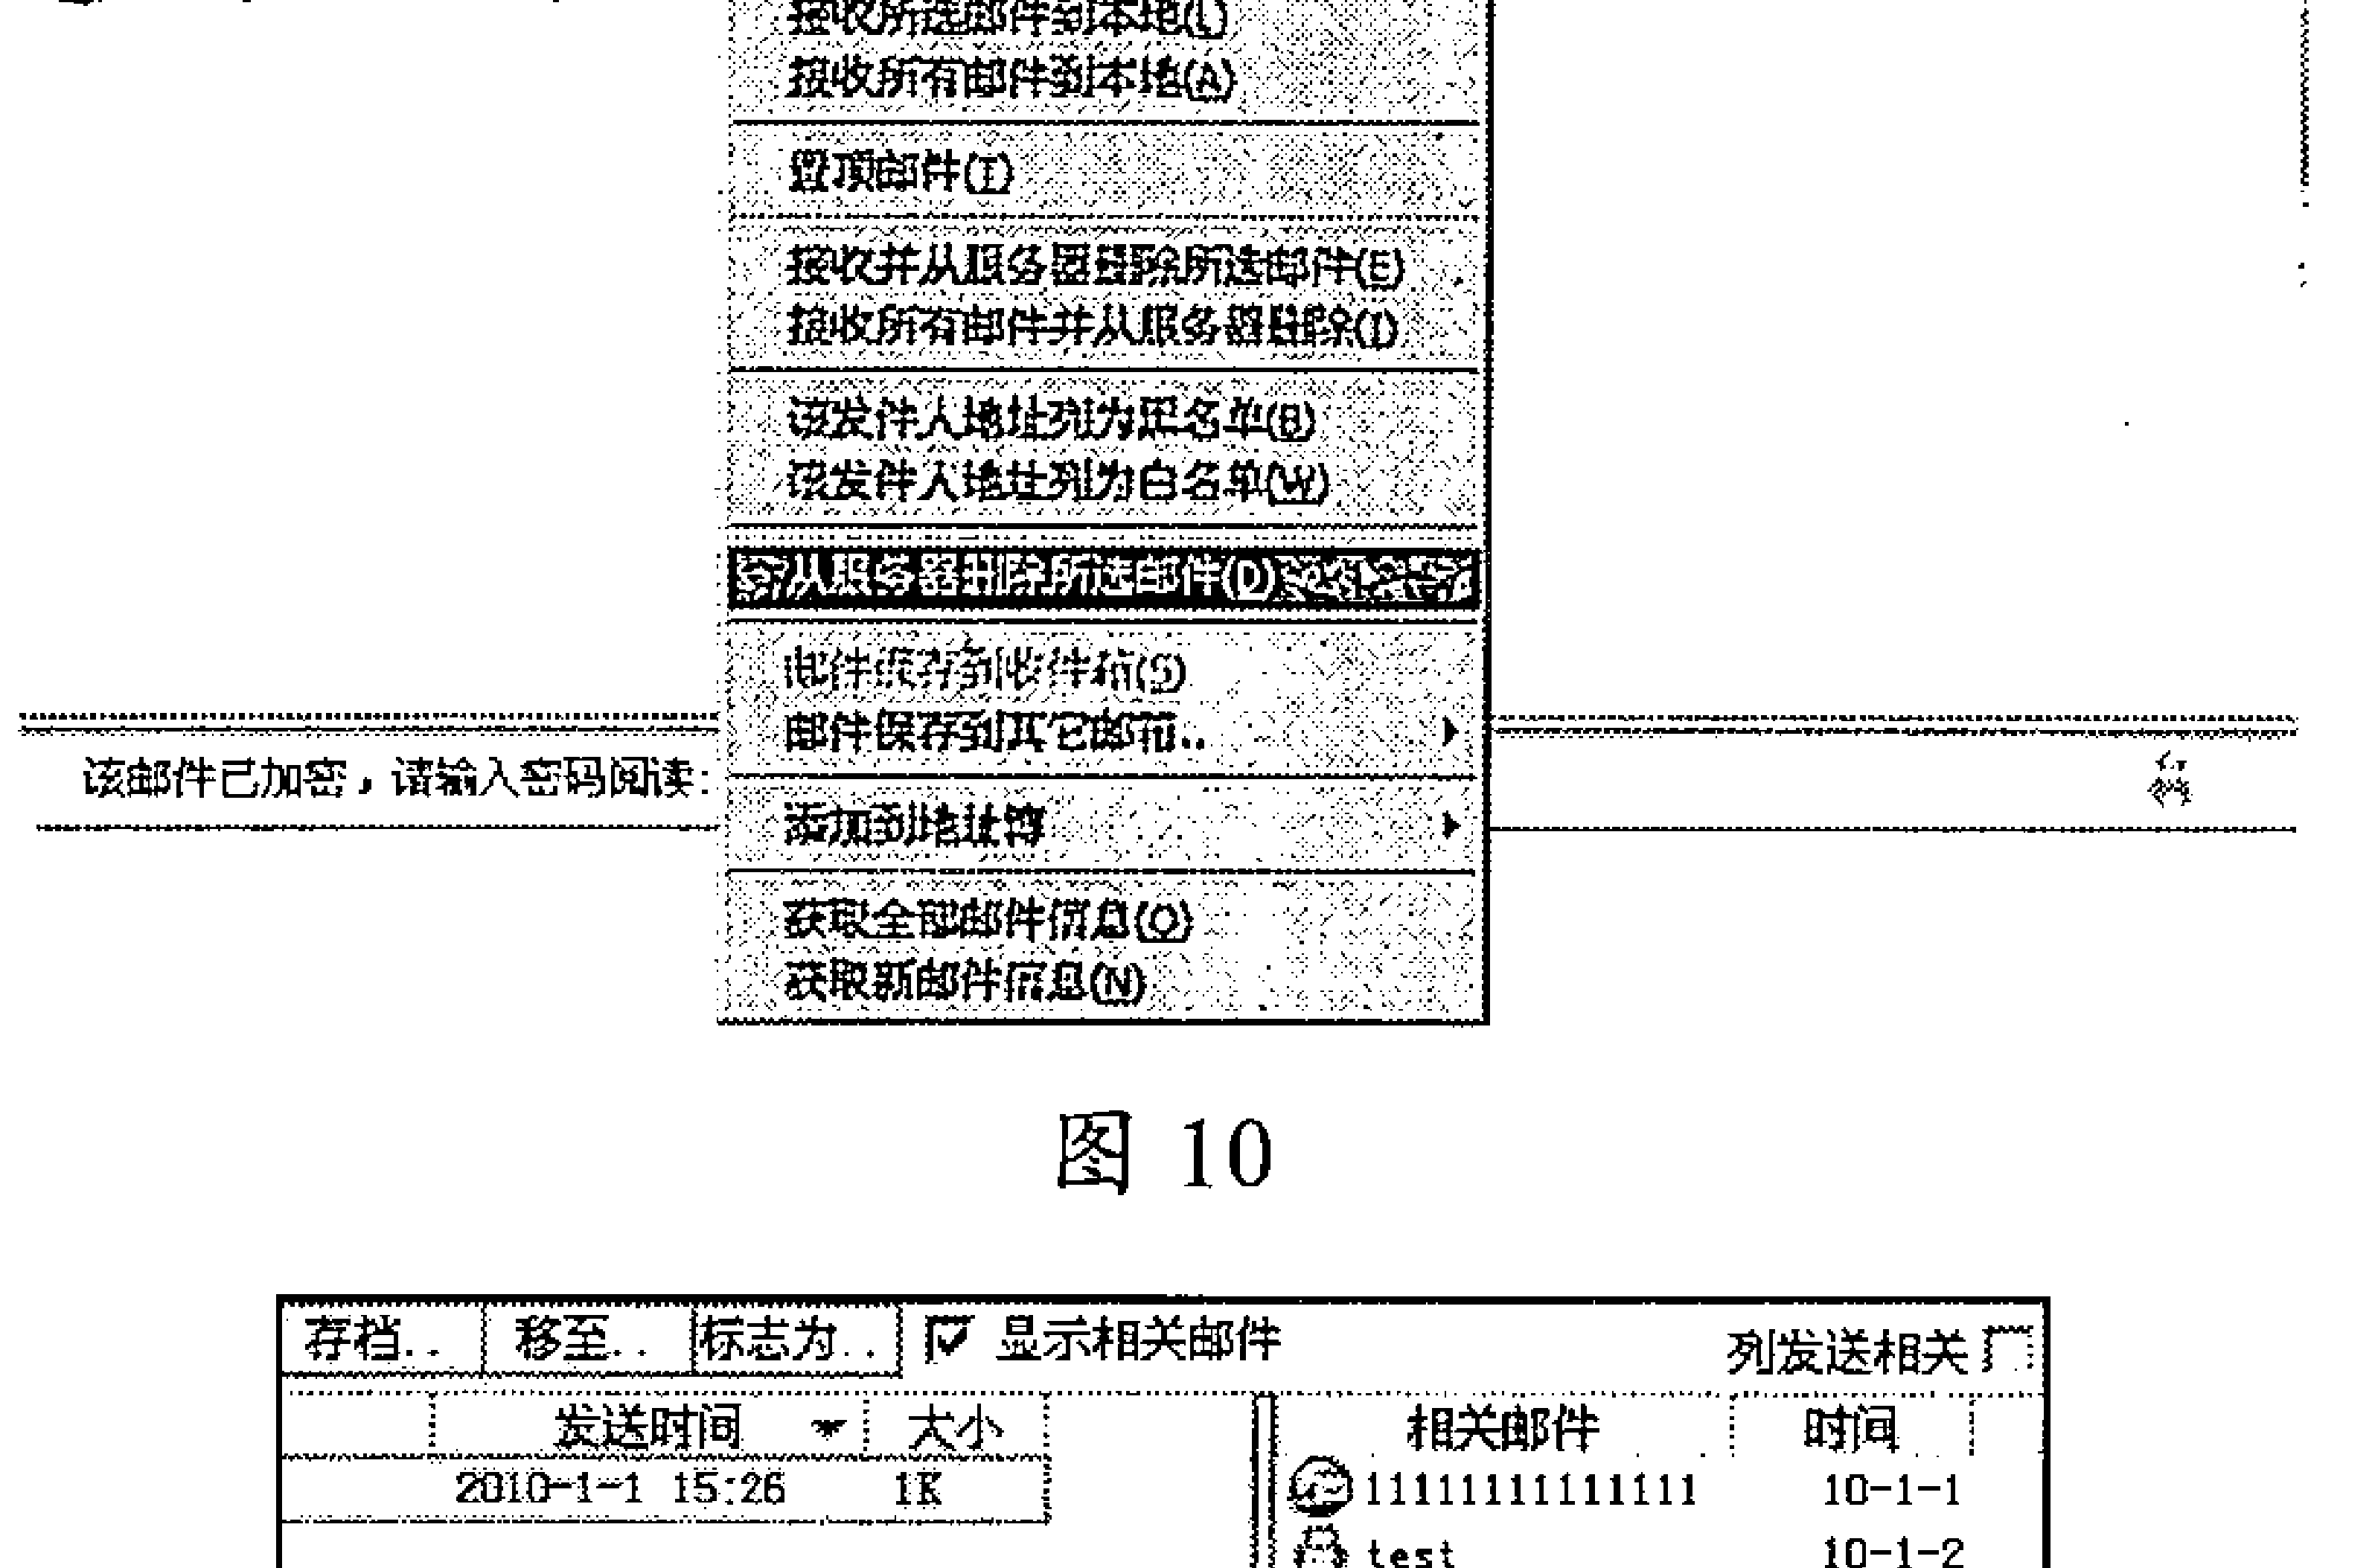 接收所选邮件到本地(L)
接收所有邮件到本地(A)
置顶邮件(T)
接收并从服务器删除所选邮件(E)
接收所有邮件并从服务器删除(I)
该发件人地址列为黑名单(B)
该发件人地址列为白名单(W)
从服务器删除所选邮件(D)
邮件保存到收件箱(S)
邮件保存到其它邮箱..
该邮件已加密，请输入密码阅读:
添加到地址簿
获取全部邮件信息(O)
获取新邮件信息(N)
图 10
存档.. 移至.. 标志为.. 显示相关邮件 列发送相关
发送时间 大小 相关邮件 时间
2010-1-1 15:26 1K 11111111111111 10-1-1
test 10-1-2